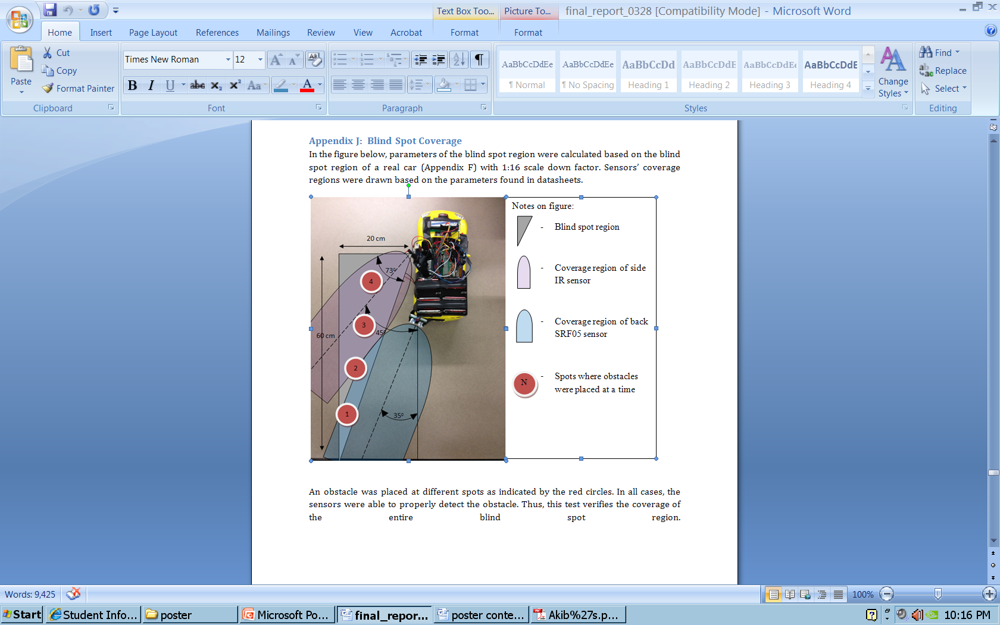 Text Box Too...
Picture To...
final_report_0328 [Compatibility Mode] - Microsoft Word
Home
Insert
Page Layout
References
Mailings
Review
View
Acrobat
Format
Format
Paste
Cut
Copy
Format Painter
Clipboard
Times New Roman
12
Font
Paragraph
AaBbCcDdEe
¶ Normal
AaBbCcDdEe
¶ No Spacing
AaBbCcDd
Heading 1
AaBbCcDdE
Heading 2
AaBbCcDdEe
Heading 3
AaBbCcDdE
Heading 4
Change
Styles
Styles
Find
Replace
Select
Editing
Appendix J: Blind Spot Coverage
In the figure below, parameters of the blind spot region were calculated based on the blind
spot region of a real car (Appendix F) with 1:16 scale down factor. Sensors' coverage
regions were drawn based on the parameters found in datasheets.
20 cm
73º
4
3
45º
60 cm
2
1
35º
Notes on figure:
- Blind spot region
- Coverage region of side
IR sensor
- Coverage region of back
SRF05 sensor
N - Spots where obstacles
were placed at a time
An obstacle was placed at different spots as indicated by the red circles. In all cases, the
sensors were able to properly detect the obstacle. Thus, this test verifies the coverage of
the entire blind spot region.
Words: 9,425
100%
Start
Student Info...
poster
Microsoft Po...
final_repor...
poster conte...
Akib%27s.p...
10:16 PM